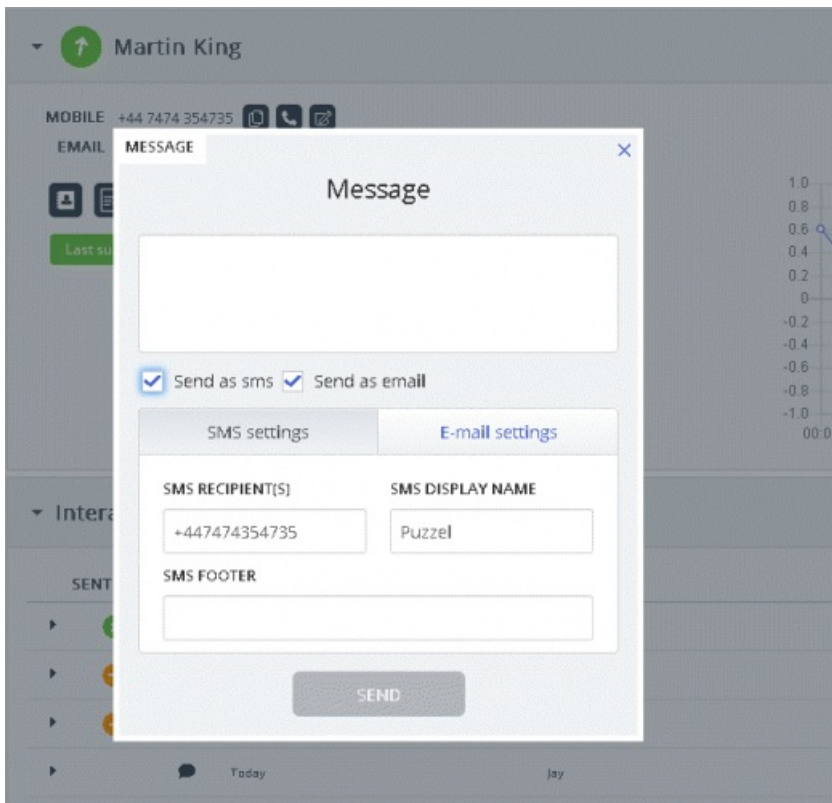 Martin King
MOBILE +44 7474 354735
EMAIL
MESSAGE
Message
1.0
0.8
0.6
0.4
0.2
0
-0.2
-0.4
-0.6
-0.8
-1.0
Send as sms Send as email
SMS settings E-mail settings
SMS RECIPIENT(S) SMS DISPLAY NAME
+447474354735 Puzzel
SMS FOOTER
SENT
SEND
Today Jay